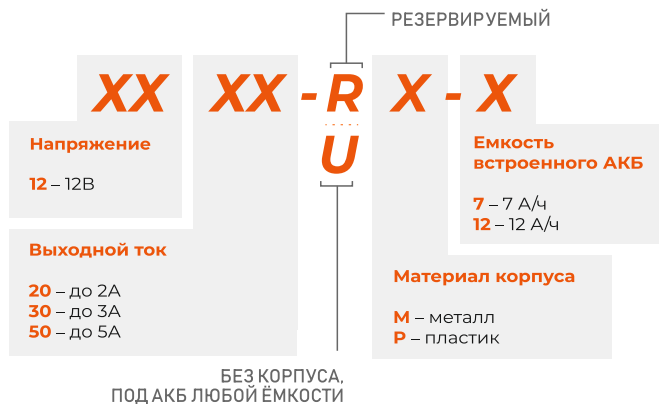 РЕЗЕРВИРУЕМЫЙ
XX XX - R X - X
U
Напряжение
12 – 12В
Емкость
встроенного АКБ
7 – 7 А/ч
12 – 12 А/ч
Выходной ток
20 – до 2А
30 – до 3А
50 – до 5А
Материал корпуса
М – металл
Р – пластик
БЕЗ КОРПУСА,
ПОД АКБ ЛЮБОЙ ЁМКОСТИ